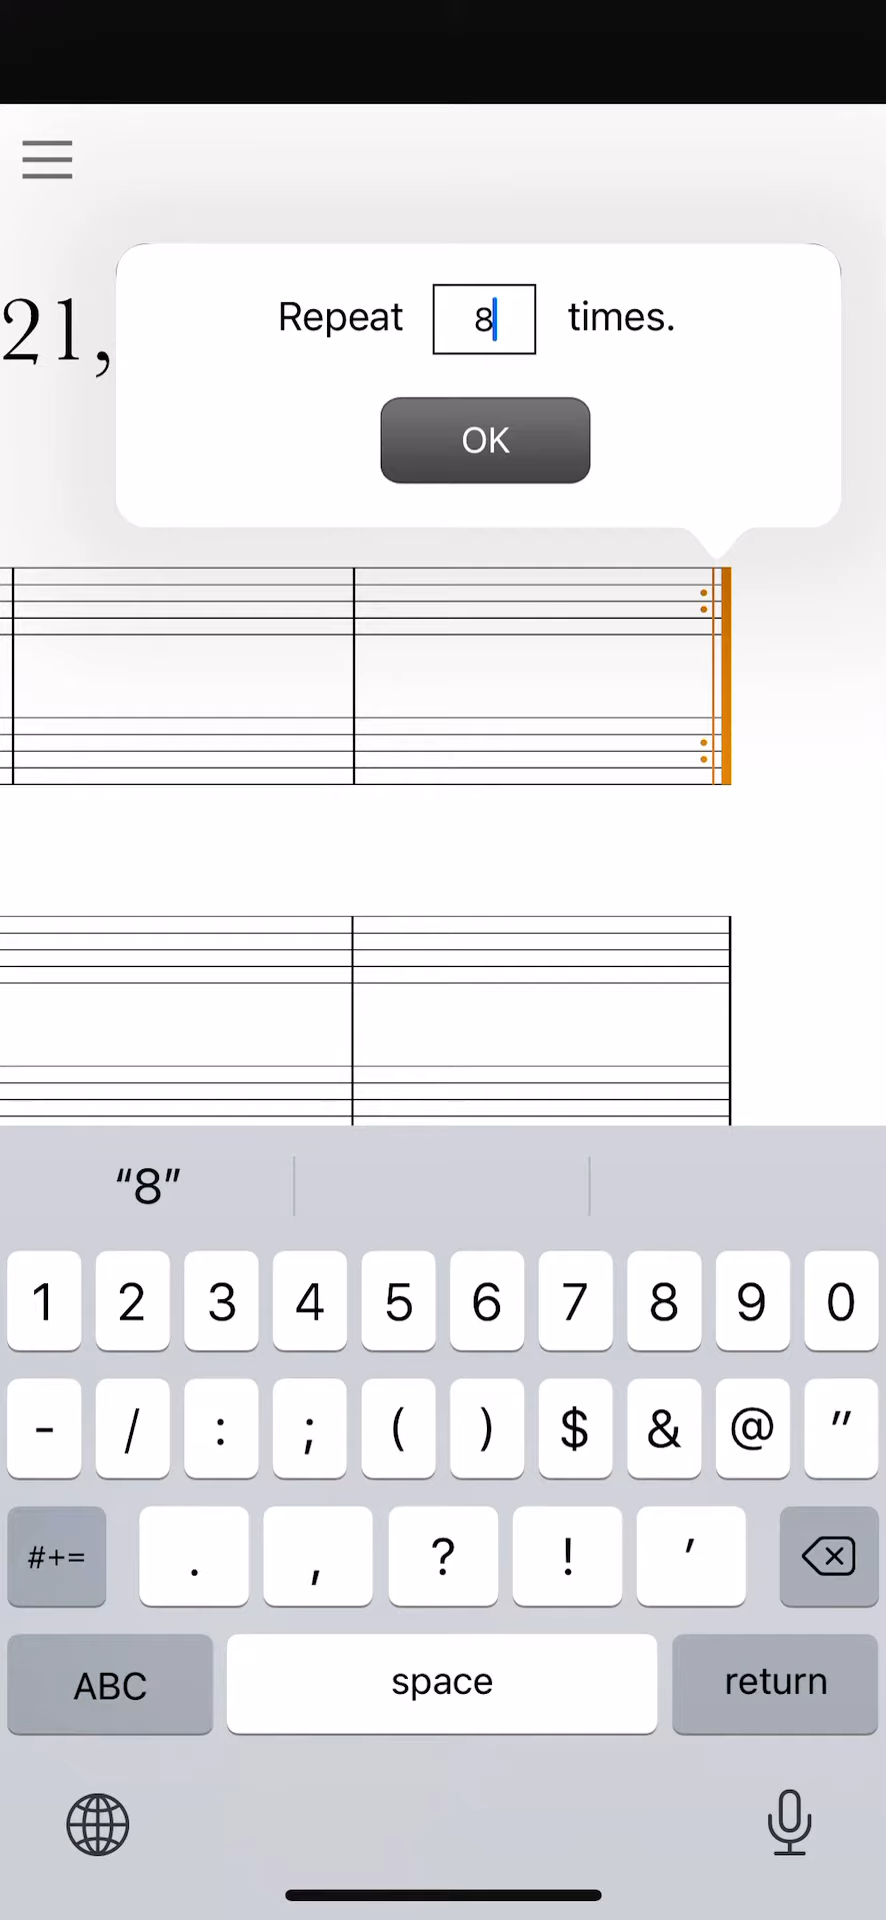 Repeat 8 times.
21,
OK
“8”
1 2 3 4 5 6 7 8 9 0
- / : ; ( ) $ & @ "
#+= . , ? ! '
ABC space return